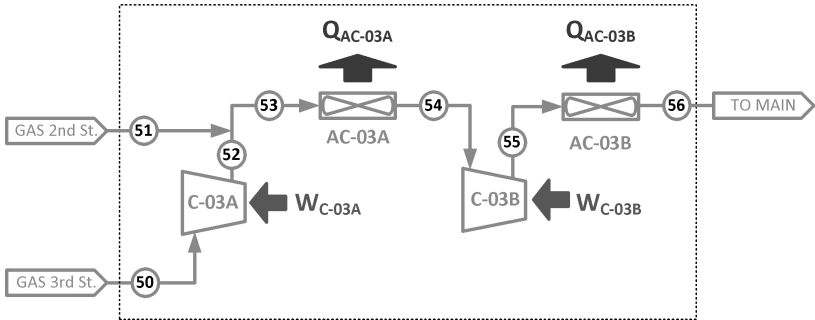 QAC-03A
QAC-03B
53
54
56
TO MAIN
GAS 2nd St.
51
AC-03A
55
AC-03B
52
C-03A
WC-03A
C-03B
WC-03B
GAS 3rd St.
50